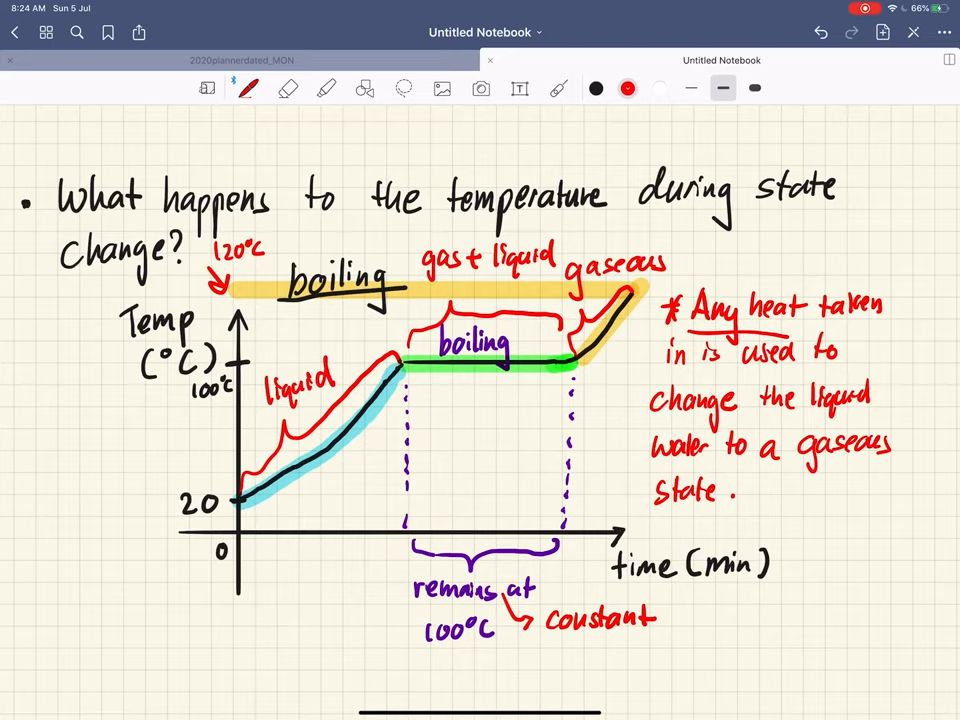 8:24 AM Sun 5 Jul
66%
Untitled Notebook
2020plannerdated_MON
Untitled Notebook
• What happens to the temperature during state
change?
120°C
boiling
gas + liquid
gaseous
Temp
(°C)
100°C
liquid
boiling
20
0
time (min)
remains at
100°C
constant
* Any heat taken
in is used to
change the liquid
water to a gaseous
state.